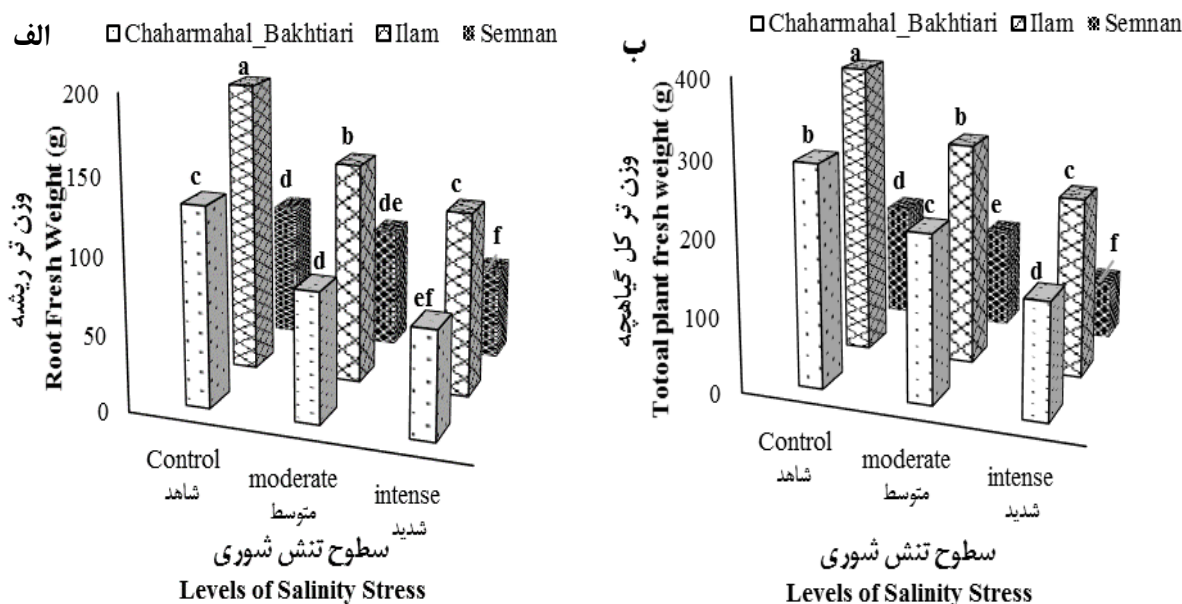 الف
Chaharmahal_Bakhtiari Ilam Semnan
وزن تر ریشه
Root Fresh Weight (g)
200
150
100
50
0
c a d
d b de
ef c f
Control
شاهد
moderate
متوسط
intense
شدید
سطوح تنش شوری
Levels of Salinity Stress
ب
Chaharmahal_Bakhtiari Ilam Semnan
وزن تر کل گیاهچه
Totoal plant fresh weight (g)
400
300
200
100
0
b a d
c b e
d c f
Control
شاهد
moderate
متوسط
intense
شدید
سطوح تنش شوری
Levels of Salinity Stress